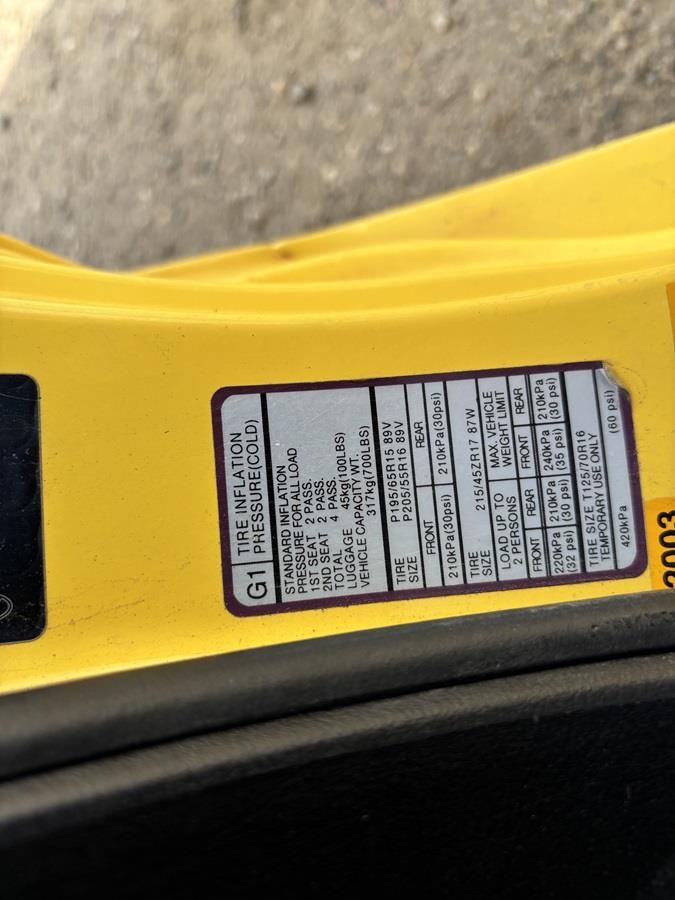 G1 TIRE INFLATION
PRESSURE(COLD)
STANDARD INFLATION
PRESSURE FOR ALL LOAD
1ST SEAT 2 PASS.
2ND SEAT 2 PASS.
TOTAL 4 PASS.
LUGGAGE 45kg(100LBS)
VEHICLE CAPACITY WT.
317kg(700LBS)
TIRE SIZE P195/65R15 89V
P205/55R16 89V
FRONT REAR
210kPa(30psi) 210kPa(30psi)
TIRE SIZE 215/45ZR17 87W
LOAD UP TO 2 PERSONS MAX. VEHICLE WEIGHT LIMIT
FRONT REAR FRONT REAR
220kPa 210kPa 240kPa 210kPa
(32 psi) (30 psi) (35 psi) (30 psi)
TIRE SIZE T125/70R16
TEMPORARY USE ONLY
420kPa (60 psi)
2003